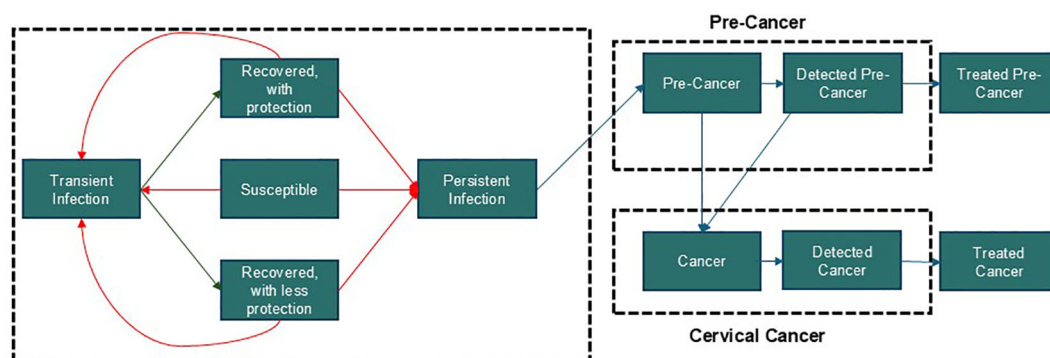 Pre-Cancer
Recovered,
with
protection
Pre-Cancer
Detected Pre-
Cancer
Treated Pre-
Cancer
Transient
Infection
Susceptible
Persistent
Infection
Recovered,
with less
protection
Cancer
Detected
Cancer
Treated
Cancer
Cervical Cancer